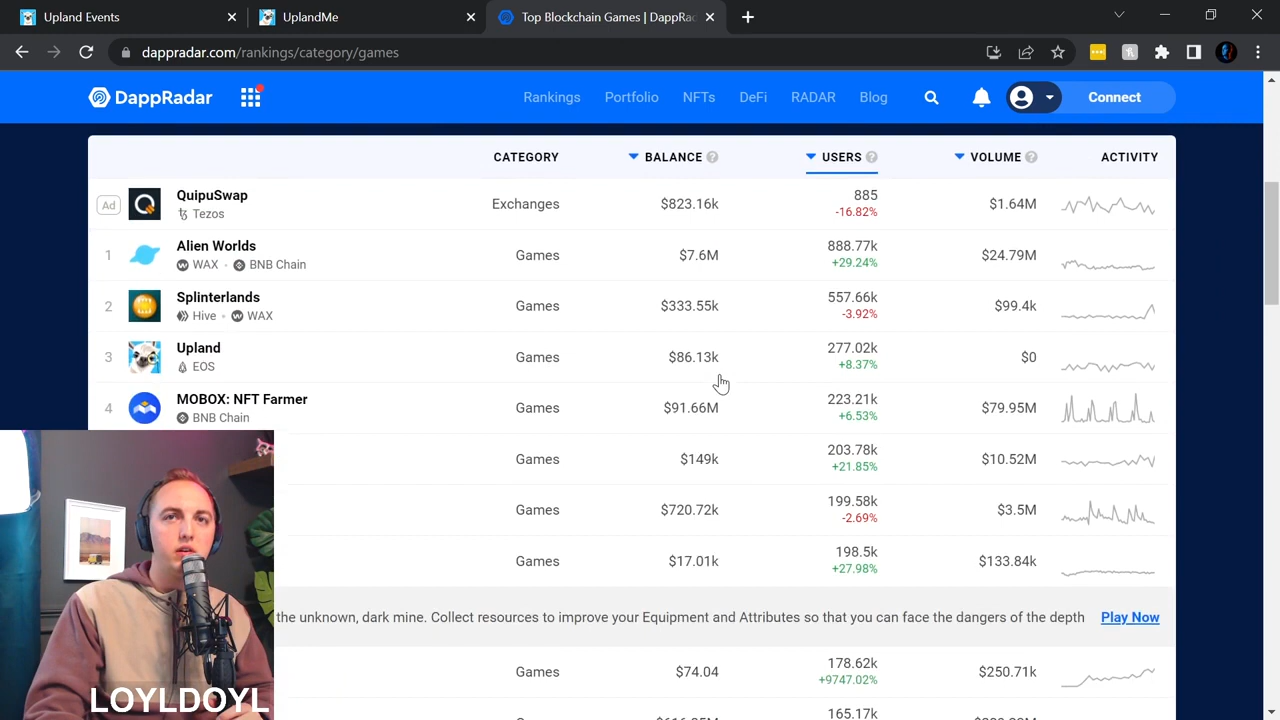 Upland Events
UplandMe
Top Blockchain Games | DappRad
dappradar.com/rankings/category/games
DappRadar
Rankings
Portfolio
NFTs
DeFi
RADAR
Blog
Connect
CATEGORY
BALANCE
USERS
VOLUME
ACTIVITY
Ad
QuipuSwap
Tezos
Exchanges
$823.16k
885
-16.82%
$1.64M
1
Alien Worlds
WAX
BNB Chain
Games
$7.6M
888.77k
+29.24%
$24.79M
2
Splinterlands
Hive
WAX
Games
$333.55k
557.66k
-3.92%
$99.4k
3
Upland
EOS
Games
$86.13k
277.02k
+8.37%
$0
4
MOBOX: NFT Farmer
BNB Chain
Games
$91.66M
223.21k
+6.53%
$79.95M
Games
$149k
203.78k
+21.85%
$10.52M
Games
$720.72k
199.58k
-2.69%
$3.5M
Games
$17.01k
198.5k
+27.98%
$133.84k
the unknown, dark mine. Collect resources to improve your Equipment and Attributes so that you can face the dangers of the depth
Play Now
Games
$74.04
178.62k
+9747.02%
$250.71k
165.17k
LOYLDOYL